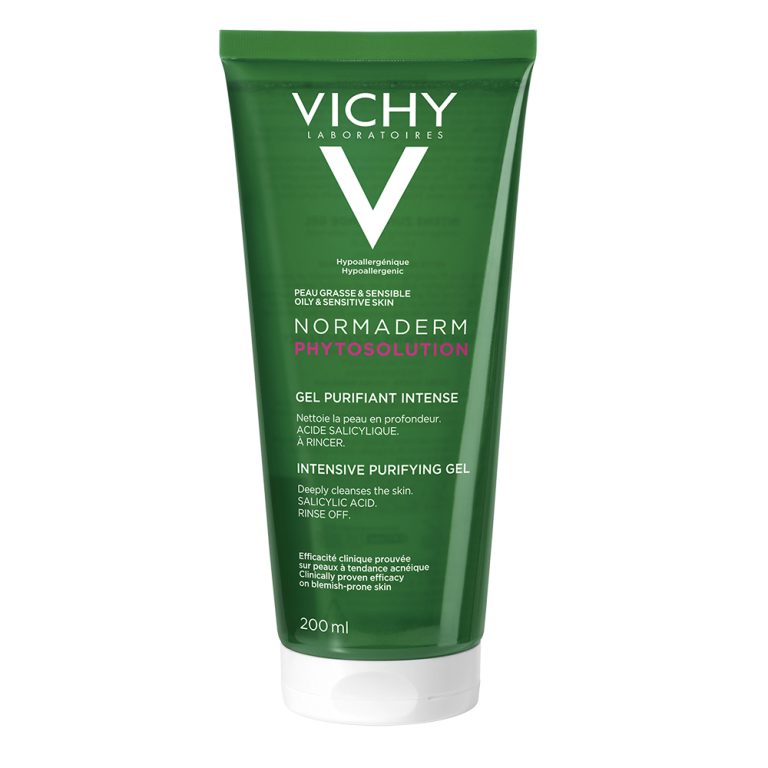 VICHY
LABORATOIRES
Hypoallergénique
Hypoallergenic
PEAU GRASSE & SENSIBLE
OILY & SENSITIVE SKIN
NORMADERM
PHYTOSOLUTION
GEL PURIFIANT INTENSE
Nettoie la peau en profondeur.
ACIDE SALICYLIQUE.
À RINCER.
INTENSIVE PURIFYING GEL
Deeply cleanses the skin.
SALICYLIC ACID.
RINSE OFF.
Efficacité clinique prouvée
sur peaux à tendance acnéique
Clinically proven efficacy
on blemish-prone skin
200 ml